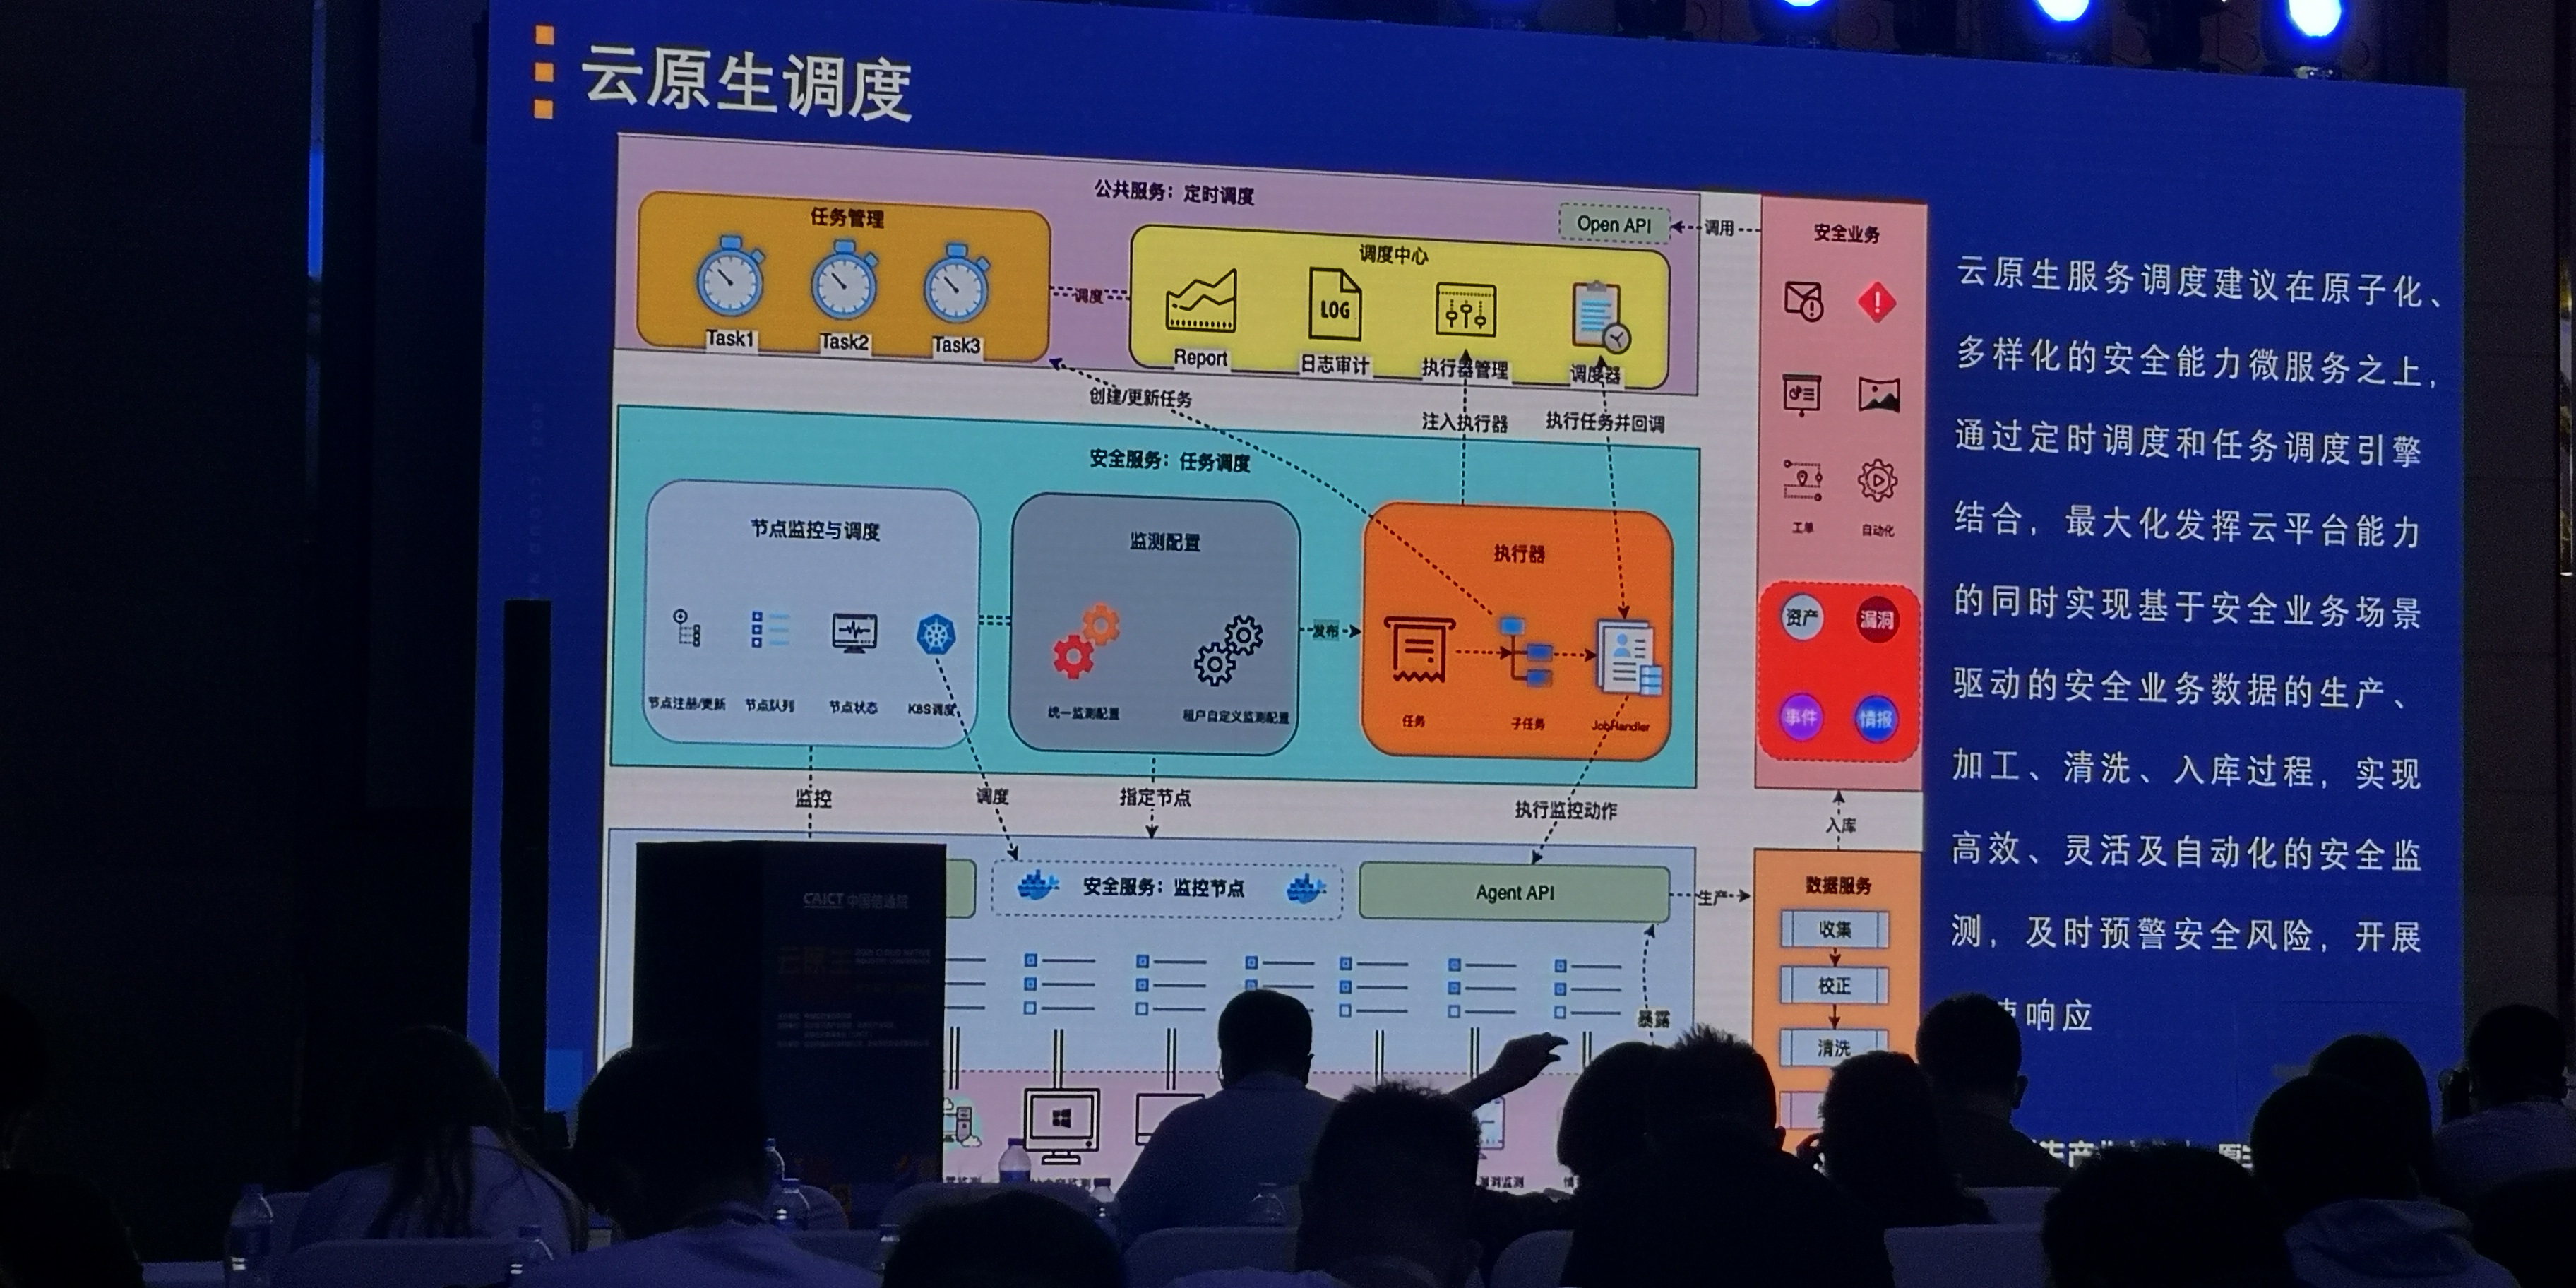 云原生调度
公共服务：定时调度
任务管理
Task1
Task2
Task3
调度
调度中心
Report
LOG
日志审计
执行器管理
调度器
Open API
调用
创建/更新任务
注入执行器
执行任务并回调
安全服务：任务调度
节点监控与调度
节点注册/更新
节点队列
节点状态
K8S调度
监测配置
统一监测配置
租户自定义监测配置
发布
执行器
任务
子任务
JobHandler
监控
调度
指定节点
执行监控动作
安全服务：监控节点
Agent API
生产
暴露
安全业务
工单
自动化
资产
漏洞
事件
情报
入库
数据服务
收集
校正
清洗
云原生服务调度建议在原子化、
多样化的安全能力微服务之上，
通过定时调度和任务调度引擎
结合，最大化发挥云平台能力
的同时实现基于安全业务场景
驱动的安全业务数据的生产、
加工、清洗、入库过程，实现
高效、灵活及自动化的安全监
测，及时预警安全风险，开展
响应
CAICT 中国信通院
云原生
漏洞监测